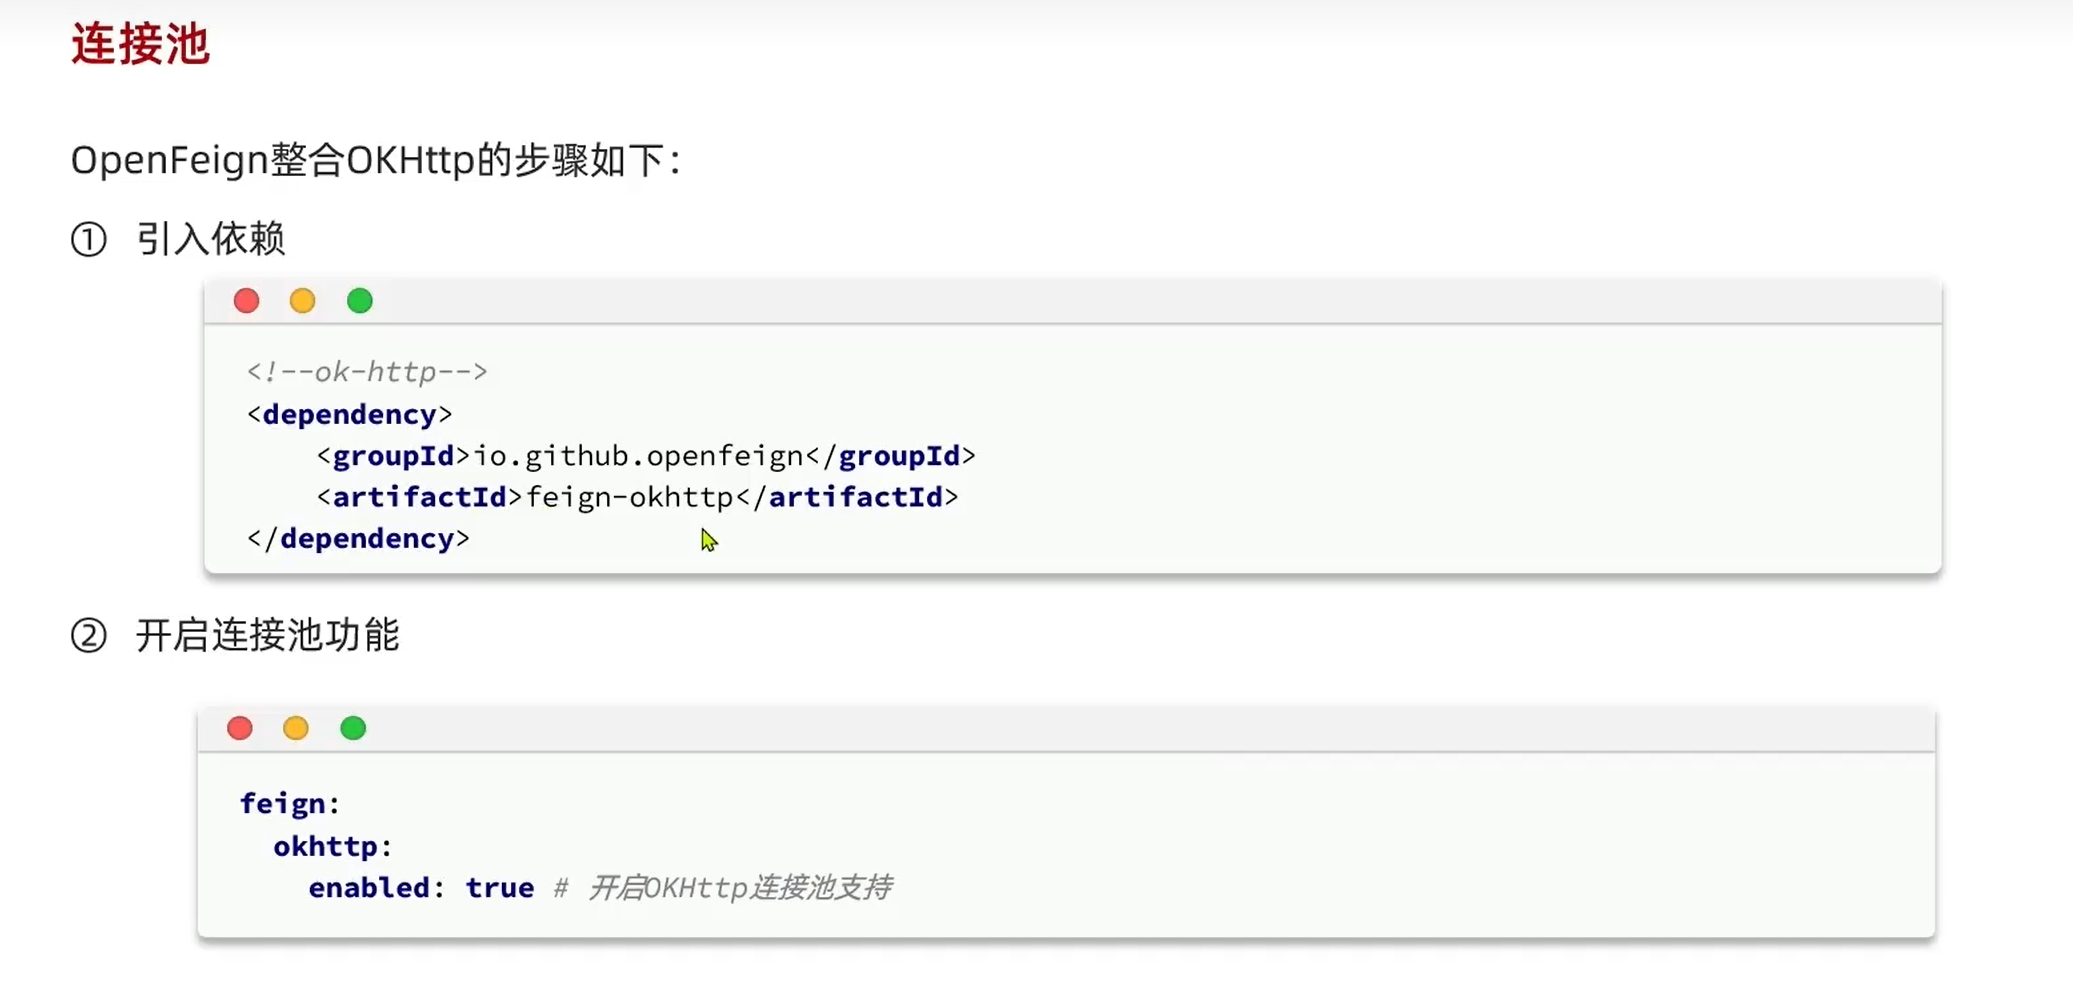 连接池
OpenFeign整合OKHttp的步骤如下：
① 引入依赖
<!--ok-http-->
<dependency>
    <groupId>io.github.openfeign</groupId>
    <artifactId>feign-okhttp</artifactId>
</dependency>
② 开启连接池功能
feign:
  okhttp:
    enabled: true # 开启OKHttp连接池支持